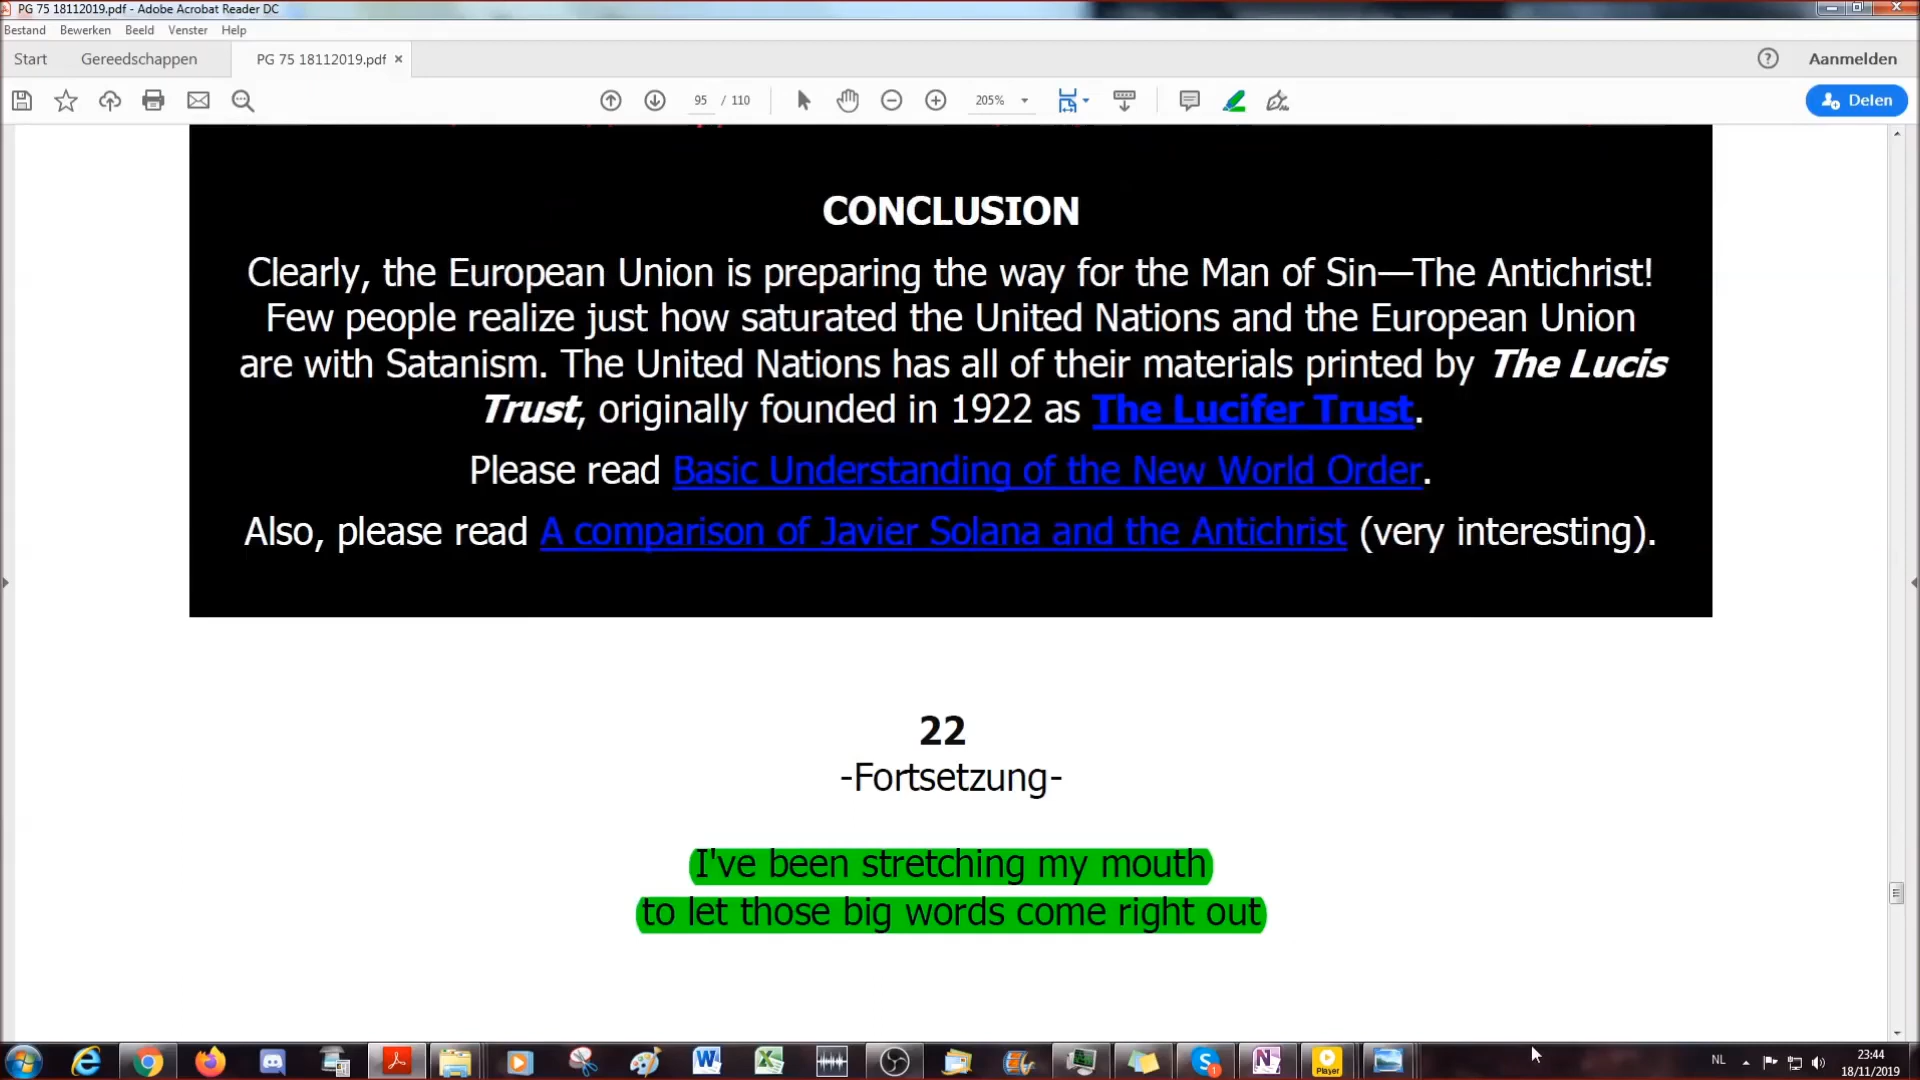 PG 75 18112019.pdf - Adobe Acrobat Reader DC
Bestand Bewerken Beeld Venster Help
Start Gereedschappen PG 75 18112019.pdf × Aanmelden
95 / 110 205% Delen
CONCLUSION
Clearly, the European Union is preparing the way for the Man of Sin—The Antichrist!
Few people realize just how saturated the United Nations and the European Union
are with Satanism. The United Nations has all of their materials printed by The Lucis
Trust, originally founded in 1922 as The Lucifer Trust.
Please read Basic Understanding of the New World Order.
Also, please read A comparison of Javier Solana and the Antichrist (very interesting).
22
-Fortsetzung-
I've been stretching my mouth
to let those big words come right out
Player
NL
23:44
18/11/2019